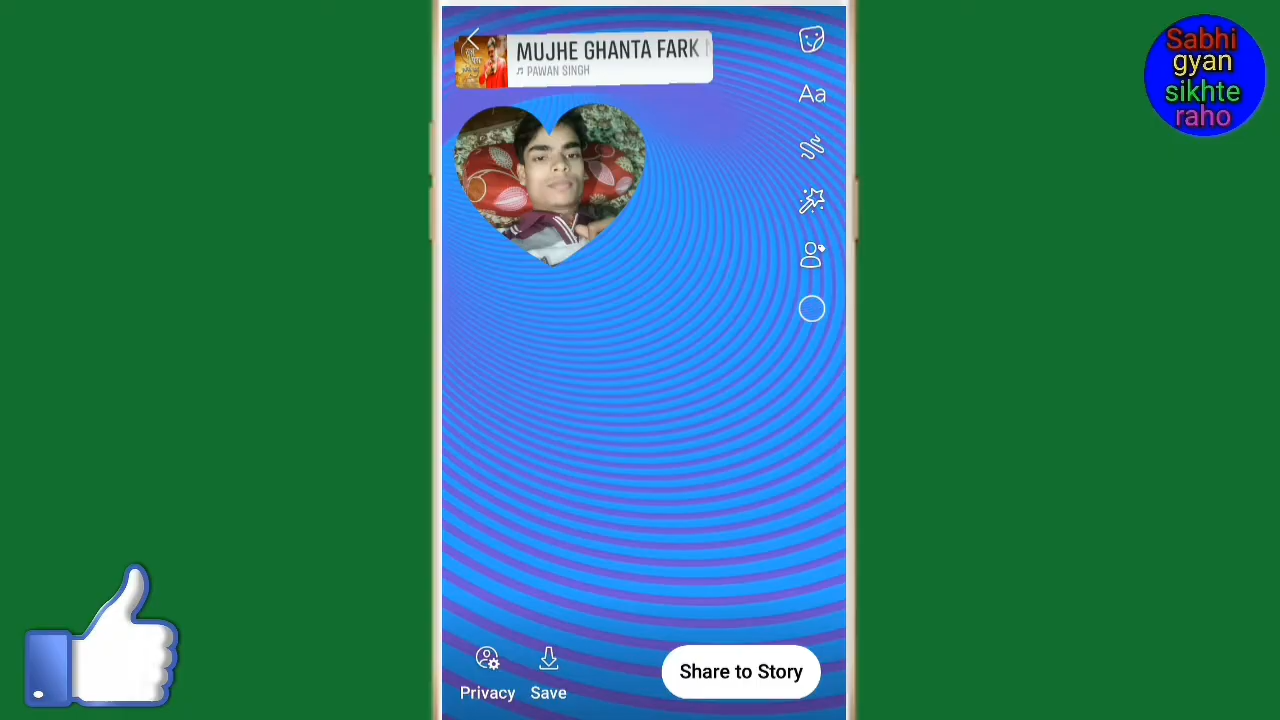 MUJHE GHANTA FARK
PAWAN SINGH
Aa
Privacy
Save
Share to Story
Sabhi
gyan
sikhte
raho